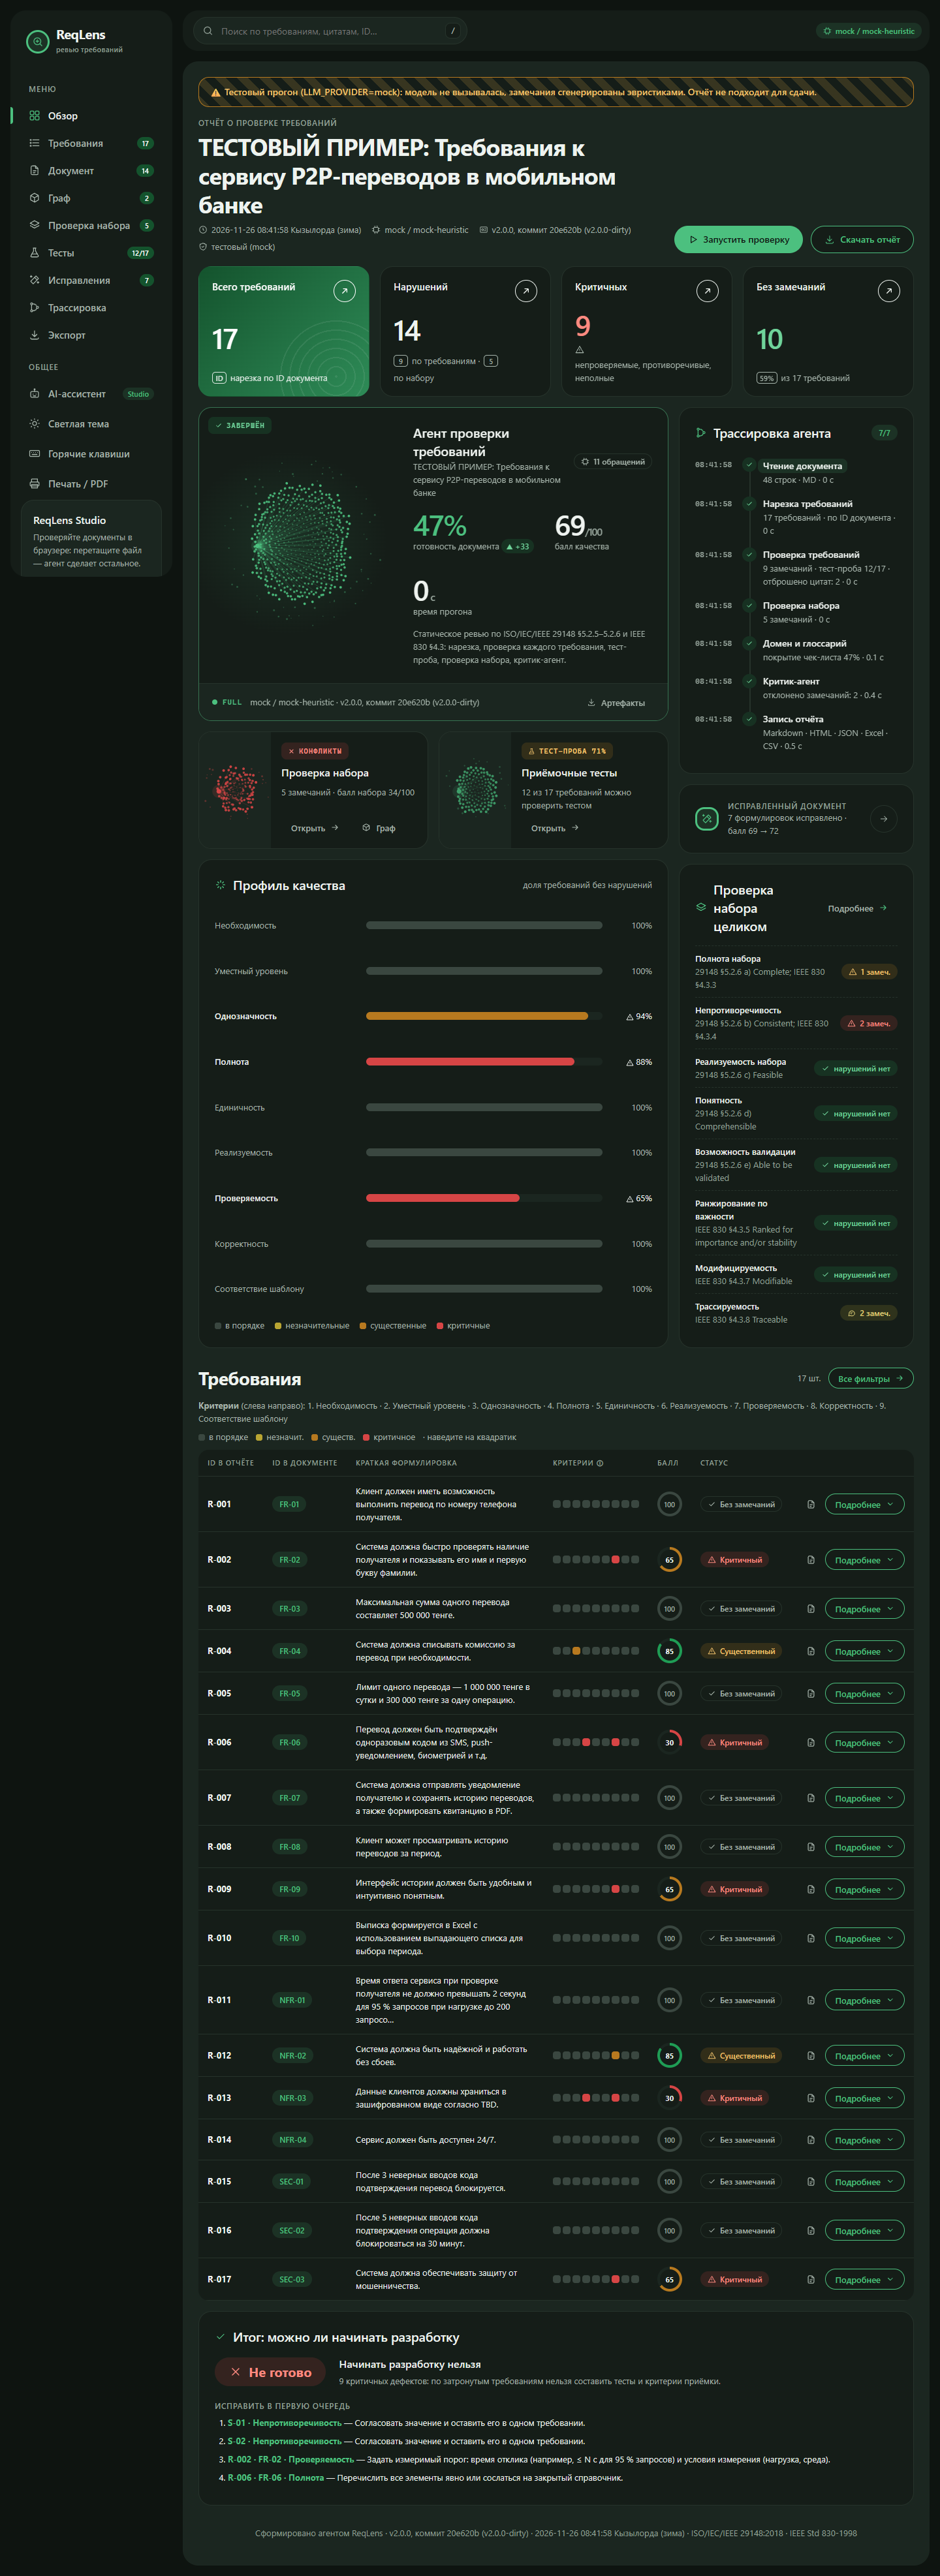 ReqLens
ревью требований
Поиск по требованиям, цитатам, ID...
/
mock / mock-heuristic
МЕНЮ
Обзор
Требования 17
Документ 14
Граф 2
Проверка набора 5
Тесты 12/17
Исправления 7
Трассировка
Экспорт
ОБЩЕЕ
AI-ассистент Studio
Светлая тема
Горячие клавиши
Печать / PDF
ReqLens Studio
Проверяйте документы в
браузере: перетащите файл
— агент сделает остальное.
Тестовый прогон (LLM_PROVIDER=mock): модель не вызывалась, замечания сгенерированы эвристиками. Отчёт не подходит для сдачи.
ОТЧЁТ О ПРОВЕРКЕ ТРЕБОВАНИЙ
ТЕСТОВЫЙ ПРИМЕР: Требования к
сервису P2P-переводов в мобильном
банке
2026-11-26 08:41:58 Кызылорда (зима) mock / mock-heuristic v2.0.0, коммит 20e620b (v2.0.0-dirty)
тестовый (mock)
Запустить проверку
Скачать отчёт
Всего требований
17
ID нарезка по ID документа
Нарушений
14
9 по требованиям · 5
по набору
Критичных
9
непроверяемые, противоречивые,
неполные
Без замечаний
10
59% из 17 требований
ЗАВЕРШЁН
Агент проверки
требований
11 обращений
ТЕСТОВЫЙ ПРИМЕР: Требования к
сервису P2P-переводов в мобильном
банке
47%
готовность документа ▲ +33
69/100
балл качества
0 с
время прогона
Статическое ревью по ISO/IEC/IEEE 29148 §5.2.5–5.2.6 и IEEE
830 §4.3: нарезка, проверка каждого требования, тест-
проба, проверка набора, критик-агент.
FULL mock / mock-heuristic · v2.0.0, коммит 20e620b (v2.0.0-dirty)
Артефакты
Трассировка агента 7/7
08:41:58 Чтение документа
48 строк · MD · 0 с
08:41:58 Нарезка требований
17 требований · по ID документа ·
0 с
08:41:58 Проверка требований
9 замечаний · тест-проба 12/17 ·
отброшено цитат: 2 · 0 с
08:41:58 Проверка набора
5 замечаний · 0 с
08:41:58 Домен и глоссарий
покрытие чек-листа 47% · 0.1 с
08:41:58 Критик-агент
отклонено замечаний: 2 · 0.4 с
08:41:58 Запись отчёта
Markdown · HTML · JSON · Excel ·
CSV · 0.5 с
КОНФЛИКТЫ
Проверка набора
5 замечаний · балл набора 34/100
Открыть
Граф
ТЕСТ-ПРОБА 71%
Приёмочные тесты
12 из 17 требований можно
проверить тестом
Открыть
ИСПРАВЛЕННЫЙ ДОКУМЕНТ
7 формулировок исправлено ·
балл 69 → 72
Профиль качества
доля требований без нарушений
Необходимость 100%
Уместный уровень 100%
Однозначность 94%
Полнота 88%
Единичность 100%
Реализуемость 100%
Проверяемость 65%
Корректность 100%
Соответствие шаблону 100%
в порядке незначительные существенные критичные
Проверка
набора
целиком
Подробнее
Полнота набора
29148 §5.2.6 a) Complete; IEEE 830
§4.3.3
1 замеч.
Непротиворечивость
29148 §5.2.6 b) Consistent; IEEE 830
§4.3.4
2 замеч.
Реализуемость набора
29148 §5.2.6 c) Feasible
нарушений нет
Понятность
29148 §5.2.6 d)
Comprehensible
нарушений нет
Возможность валидации
29148 §5.2.6 e) Able to be
validated
нарушений нет
Ранжирование по
важности
IEEE 830 §4.3.5 Ranked for
importance and/or stability
нарушений нет
Модифицируемость
IEEE 830 §4.3.7 Modifiable
нарушений нет
Трассируемость
IEEE 830 §4.3.8 Traceable
2 замеч.
Требования
17 шт.
Все фильтры
Критерии (слева направо): 1. Необходимость · 2. Уместный уровень · 3. Однозначность · 4. Полнота · 5. Единичность · 6. Реализуемость · 7. Проверяемость · 8. Корректность · 9.
Соответствие шаблону
в порядке незначит. существ. критичное · наведите на квадратик
ID В ОТЧЁТЕ ID В ДОКУМЕНТЕ КРАТКАЯ ФОРМУЛИРОВКА КРИТЕРИИ БАЛЛ СТАТУС
R-001 FR-01 Клиент должен иметь возможность
выполнить перевод по номеру телефона
получателя.
100 Без замечаний Подробнее
R-002 FR-02 Система должна быстро проверять наличие
получателя и показывать его имя и первую
букву фамилии.
65 Критичный Подробнее
R-003 FR-03 Максимальная сумма одного перевода
составляет 500 000 тенге.
100 Без замечаний Подробнее
R-004 FR-04 Система должна списывать комиссию за
перевод при необходимости.
85 Существенный Подробнее
R-005 FR-05 Лимит одного перевода — 1 000 000 тенге в
сутки и 300 000 тенге за одну операцию.
100 Без замечаний Подробнее
R-006 FR-06 Перевод должен быть подтверждён
одноразовым кодом из SMS, push-
уведомлением, биометрией и т.д.
30 Критичный Подробнее
R-007 FR-07 Система должна отправлять уведомление
получателю и сохранять историю переводов,
а также формировать квитанцию в PDF.
100 Без замечаний Подробнее
R-008 FR-08 Клиент может просматривать историю
переводов за период.
100 Без замечаний Подробнее
R-009 FR-09 Интерфейс истории должен быть удобным и
интуитивно понятным.
65 Критичный Подробнее
R-010 FR-10 Выписка формируется в Excel с
использованием выпадающего списка для
выбора периода.
100 Без замечаний Подробнее
R-011 NFR-01 Время ответа сервиса при проверке
получателя не должно превышать 2 секунд
для 95 % запросов при нагрузке до 200
запросо...
100 Без замечаний Подробнее
R-012 NFR-02 Система должна быть надёжной и работать
без сбоев.
85 Существенный Подробнее
R-013 NFR-03 Данные клиентов должны храниться в
зашифрованном виде согласно TBD.
30 Критичный Подробнее
R-014 NFR-04 Сервис должен быть доступен 24/7.
100 Без замечаний Подробнее
R-015 SEC-01 После 3 неверных вводов кода
подтверждения перевод блокируется.
100 Без замечаний Подробнее
R-016 SEC-02 После 5 неверных вводов кода
подтверждения операция должна
блокироваться на 30 минут.
100 Без замечаний Подробнее
R-017 SEC-03 Система должна обеспечивать защиту от
мошенничества.
65 Критичный Подробнее
Итог: можно ли начинать разработку
Не готово
Начинать разработку нельзя
9 критичных дефектов: по затронутым требованиям нельзя составить тесты и критерии приёмки.
ИСПРАВИТЬ В ПЕРВУЮ ОЧЕРЕДЬ
1. S-01 · Непротиворечивость — Согласовать значение и оставить его в одном требовании.
2. S-02 · Непротиворечивость — Согласовать значение и оставить его в одном требовании.
3. R-002 · FR-02 · Проверяемость — Задать измеримый порог: время отклика (например, ≤ N с для 95 % запросов) и условия измерения (нагрузка, среда).
4. R-006 · FR-06 · Полнота — Перечислить все элементы явно или сослаться на закрытый справочник.
Сформировано агентом ReqLens · v2.0.0, коммит 20e620b (v2.0.0-dirty) · 2026-11-26 08:41:58 Кызылорда (зима) · ISO/IEC/IEEE 29148:2018 · IEEE Std 830-1998